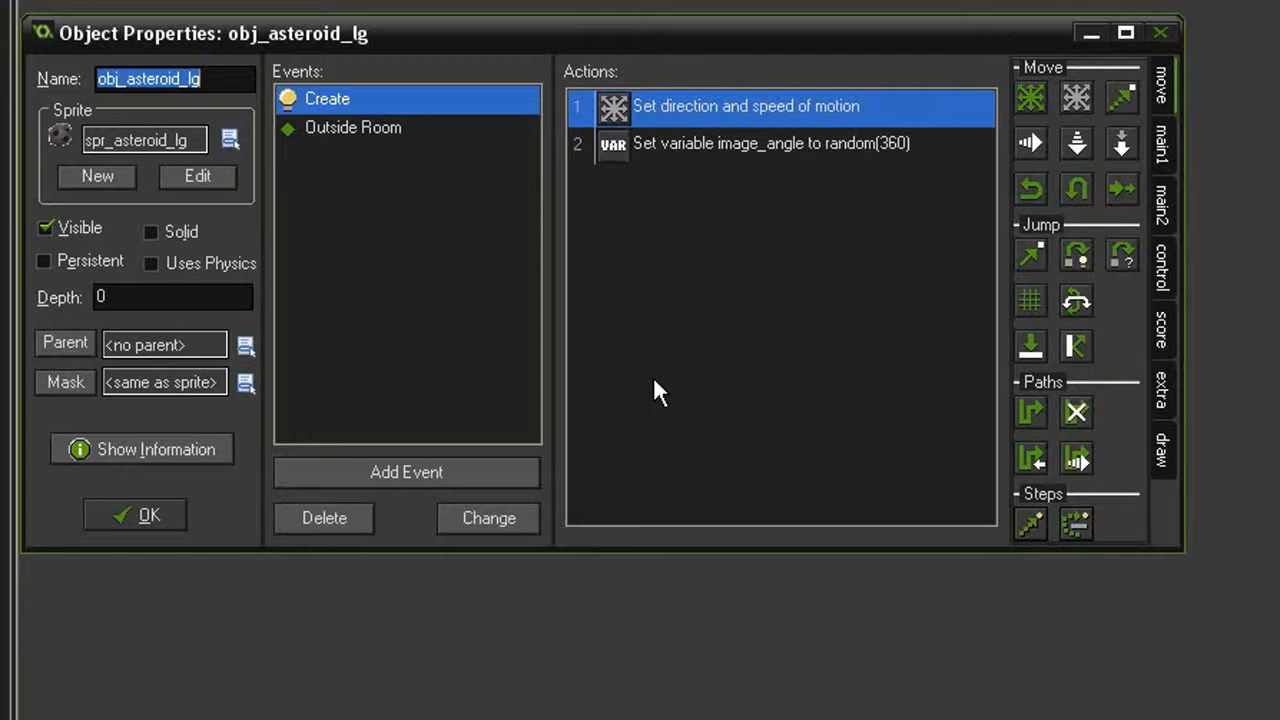 Object Properties: obj_asteroid_lg
Name: obj_asteroid_lg
Sprite
spr_asteroid_lg
New Edit
Visible Solid
Persistent Uses Physics
Depth: 0
Parent <no parent>
Mask <same as sprite>
Show Information
OK
Events:
Create
Outside Room
Add Event
Delete Change
Actions:
1 Set direction and speed of motion
2 VAR Set variable image_angle to random(360)
Move
Jump
?
Paths
Steps
move
main1
main2
control
score
extra
draw